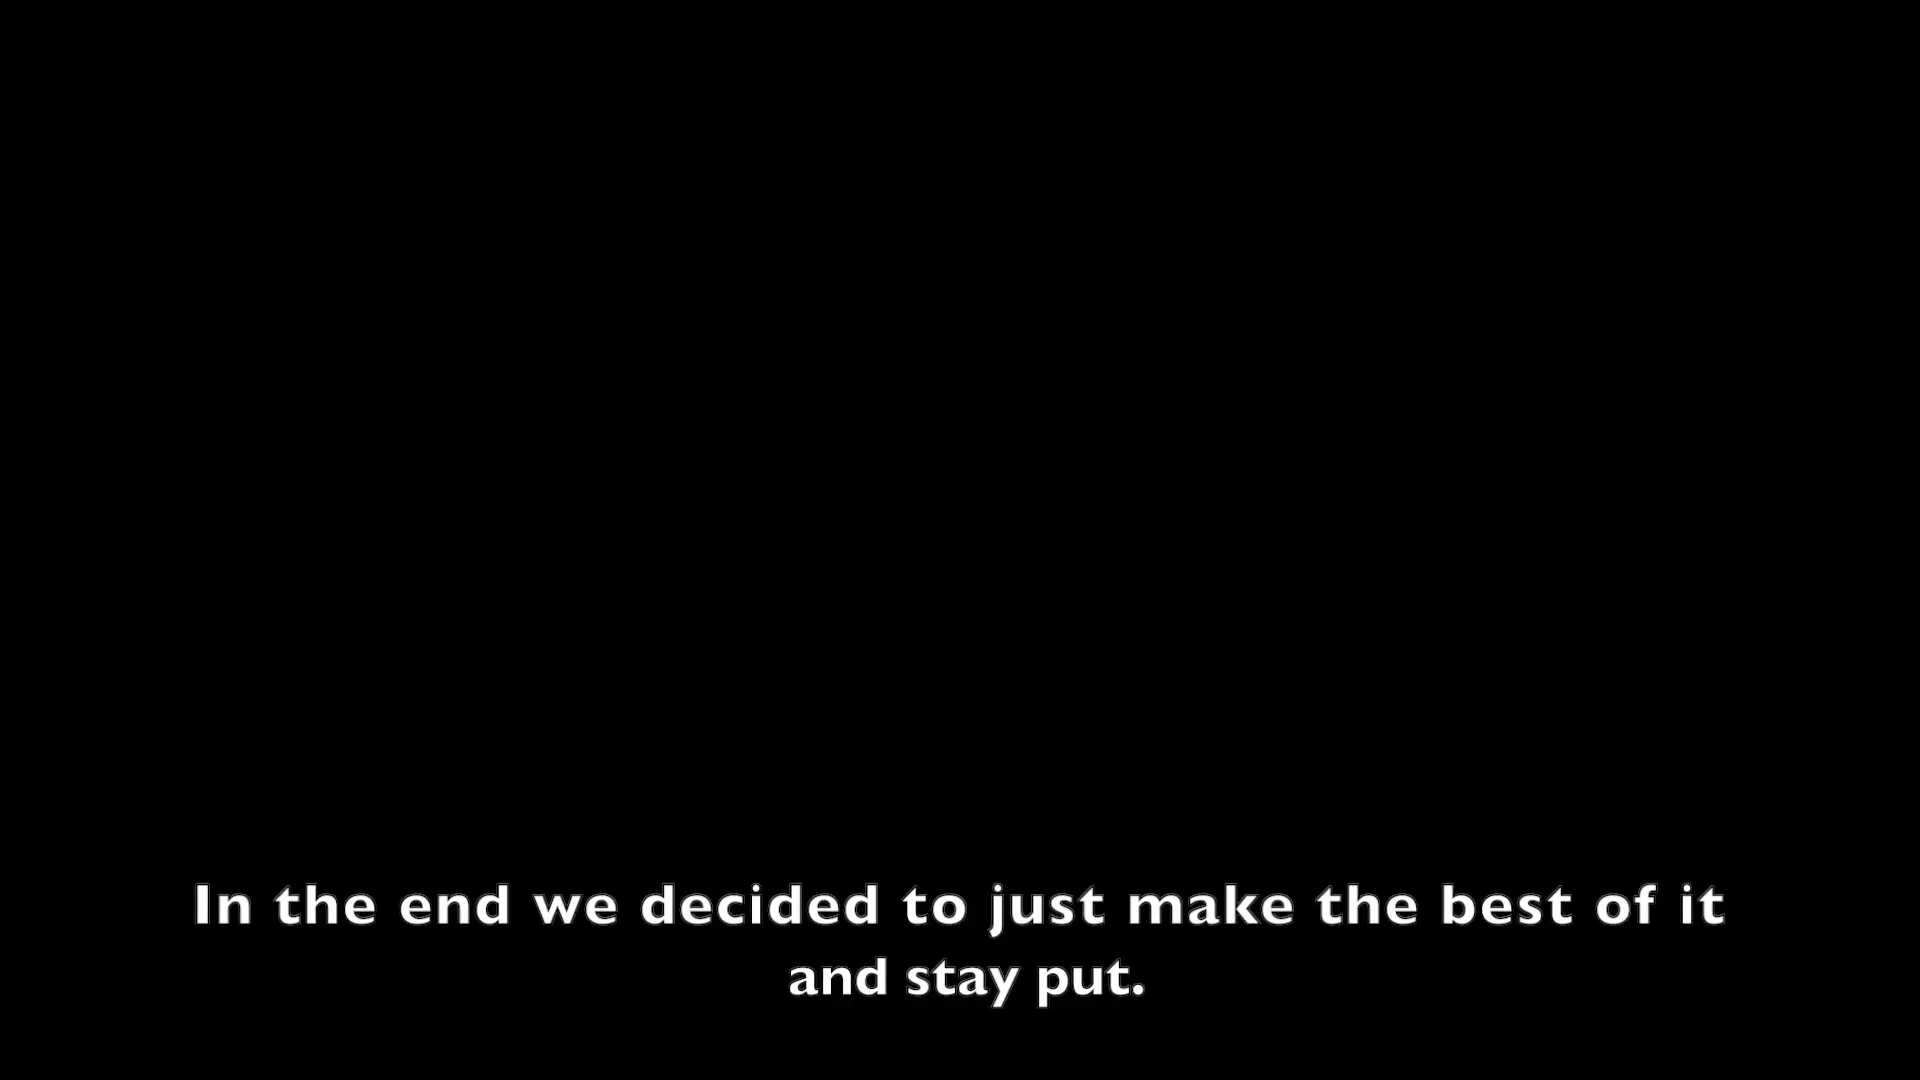 In the end we decided to just make the best of it
and stay put.